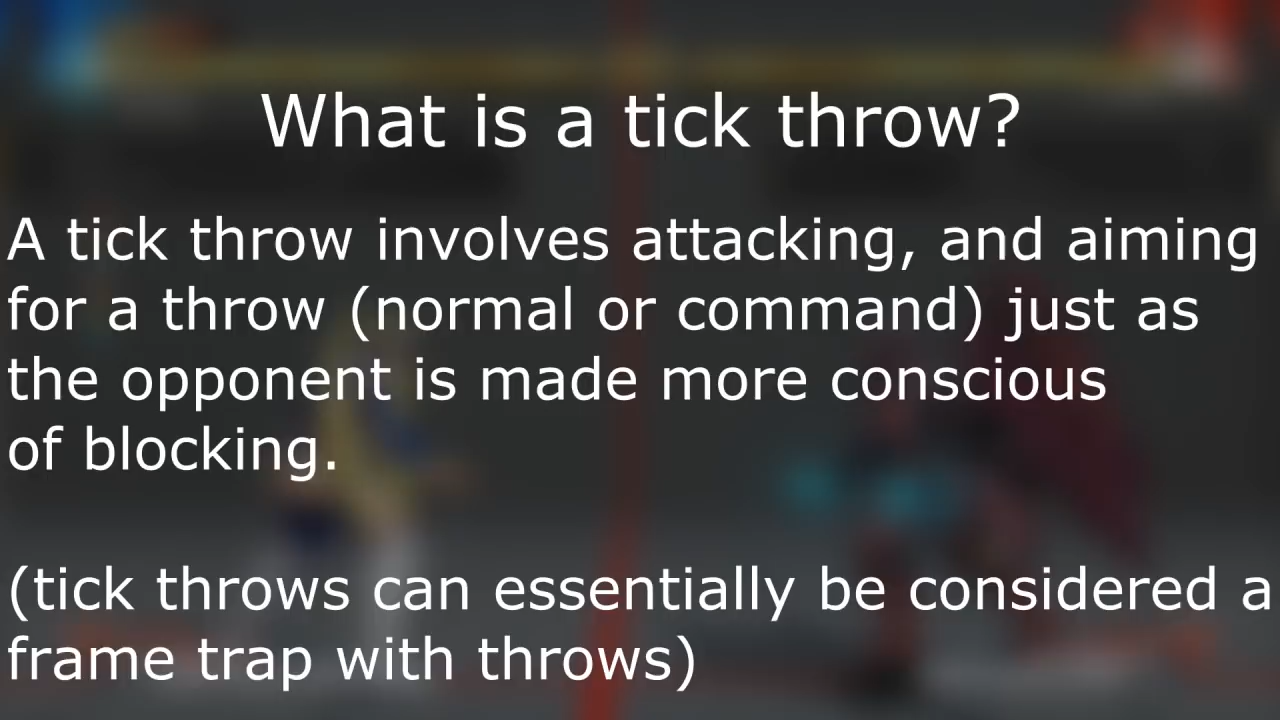 What is a tick throw?
A tick throw involves attacking, and aiming
for a throw (normal or command) just as
the opponent is made more conscious
of blocking.
(tick throws can essentially be considered a
frame trap with throws)